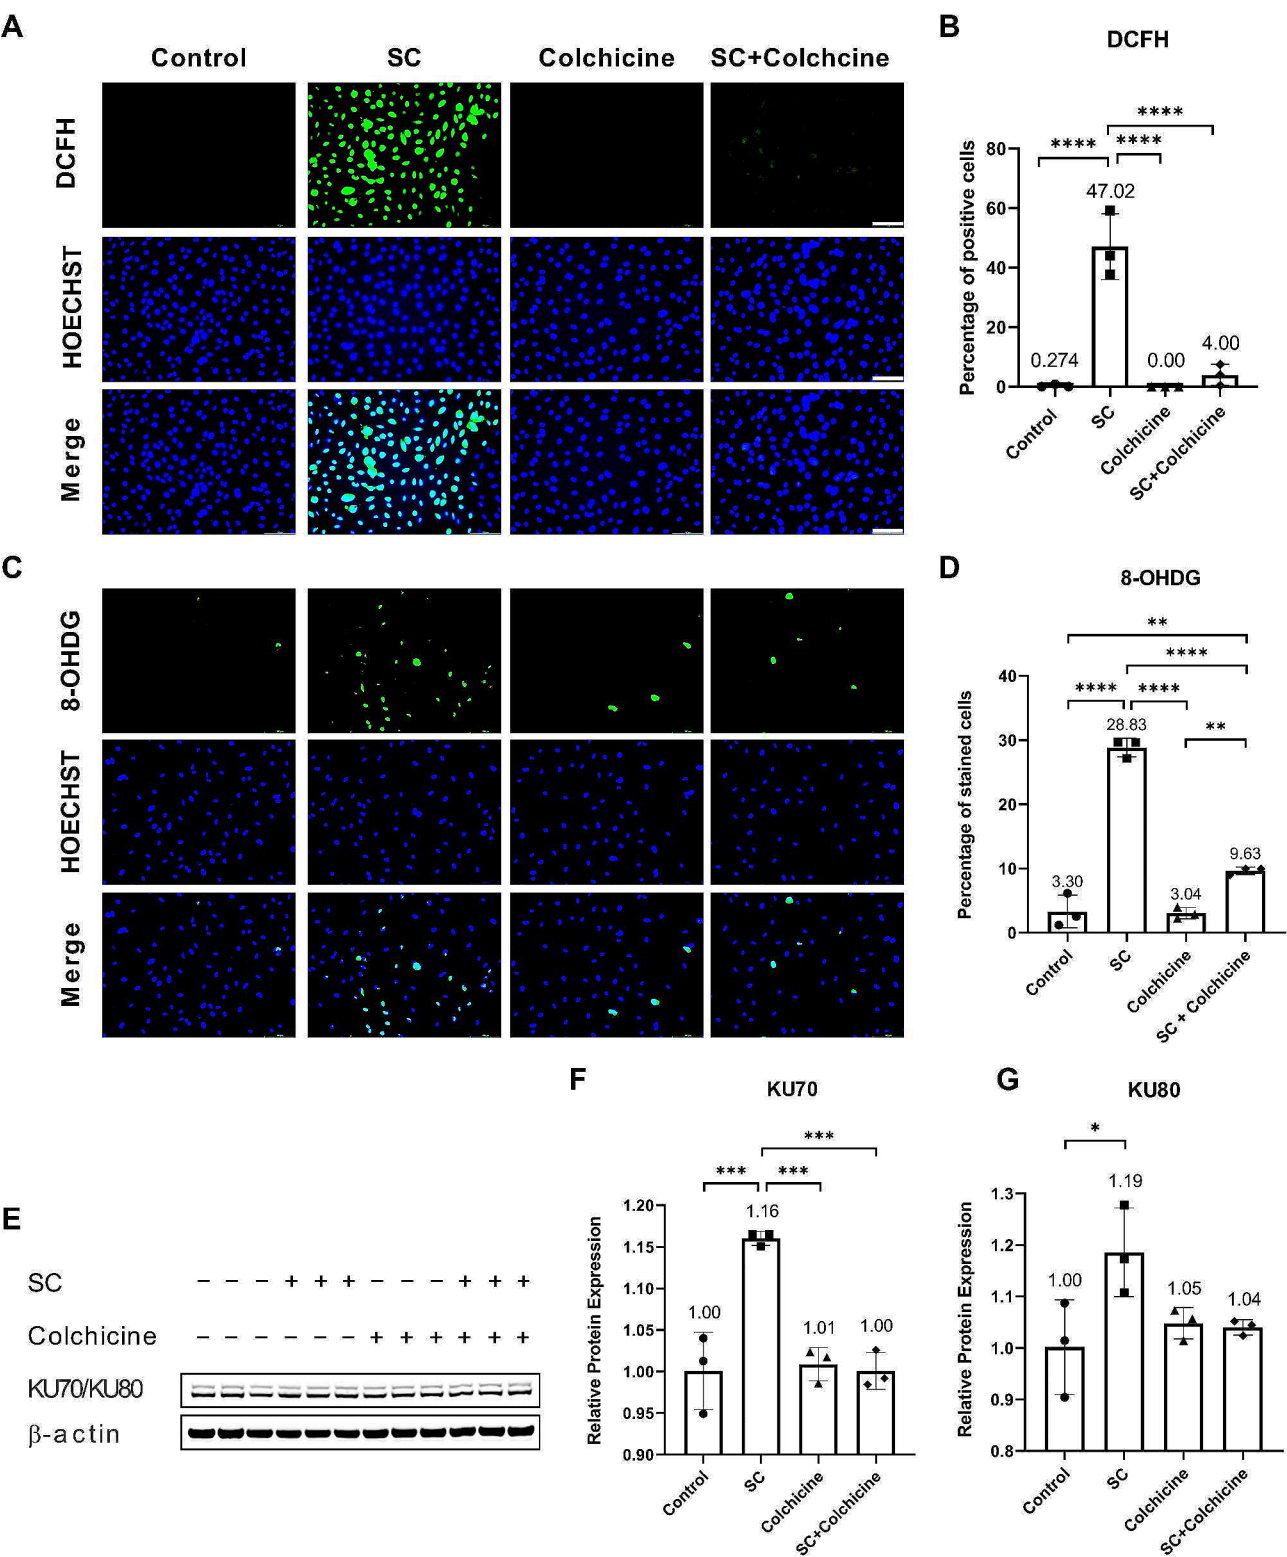 A
Control SC Colchicine SC+Colchcine
DCFH
HOECHST
Merge
B
DCFH
Percentage of positive cells
80
60
40
20
0
****
**** ****
47.02
0.274 0.00 4.00
Control SC Colchicine SC+Colchicine
C
8-OHDG
HOECHST
Merge
D
8-OHDG
Percentage of stained cells
40
30
20
10
0
**
****
**** ****
**
28.83
3.30 3.04 9.63
Control SC Colchicine SC + Colchicine
E
SC − − − + + + − − − + + +
Colchicine − − − − − − + + + + + +
KU70/KU80
β-actin
F
KU70
Relative Protein Expression
1.20
1.15
1.10
1.05
1.00
0.95
0.90
***
*** ***
1.16
1.00 1.01 1.00
Control SC Colchicine SC+Colchicine
G
KU80
Relative Protein Expression
1.3
1.2
1.1
1.0
0.9
0.8
*
1.19
1.00 1.05 1.04
Control SC Colchicine SC+Colchicine